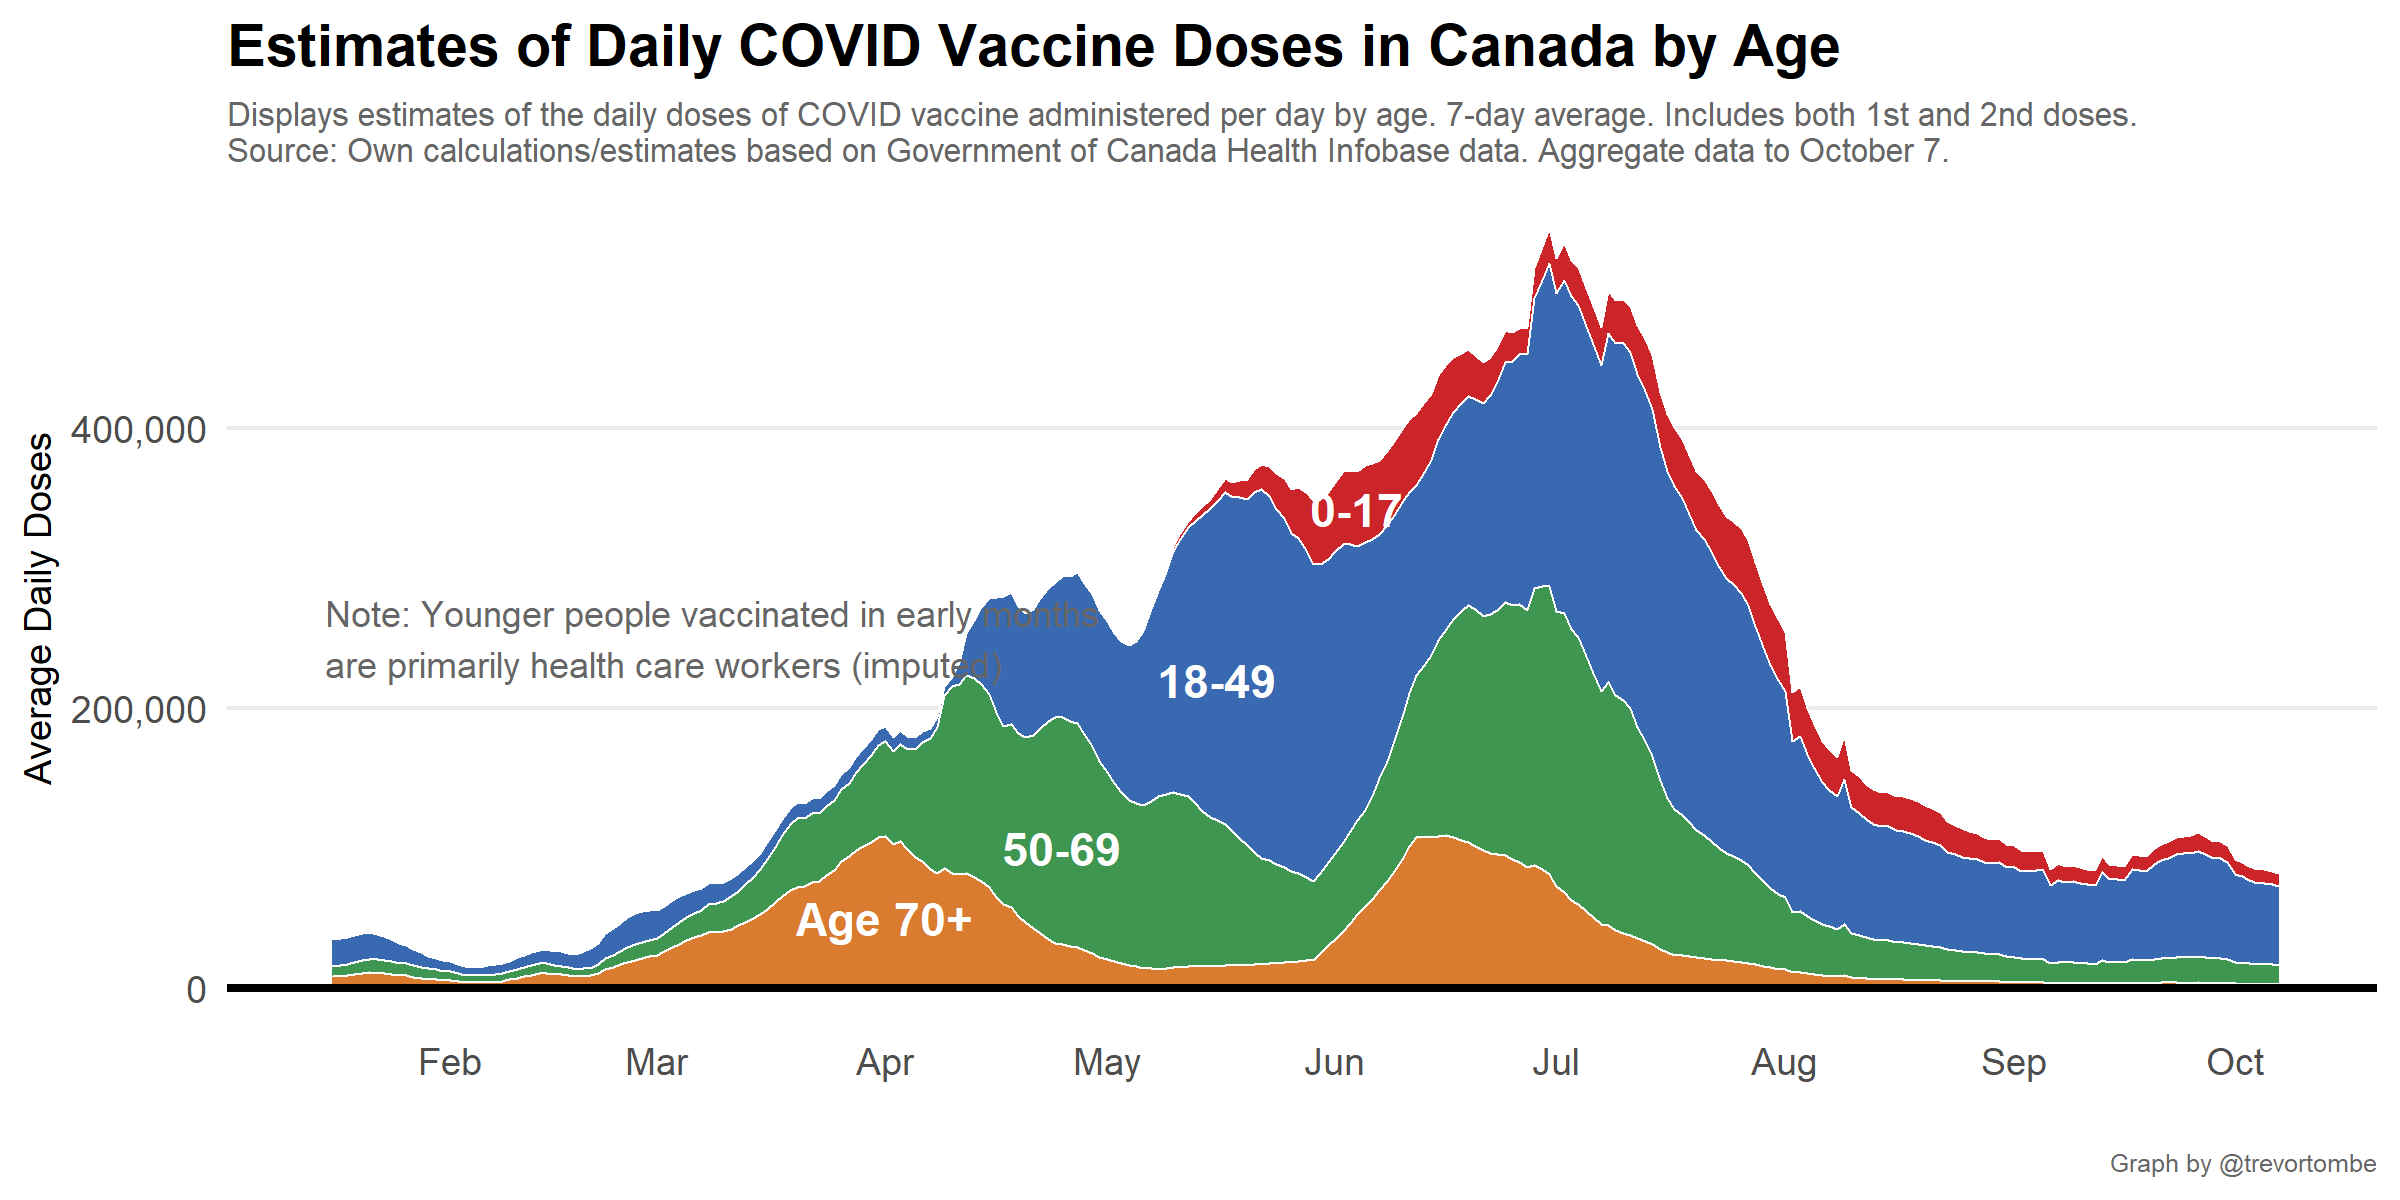 Estimates of Daily COVID Vaccine Doses in Canada by Age
Displays estimates of the daily doses of COVID vaccine administered per day by age. 7-day average. Includes both 1st and 2nd doses.
Source: Own calculations/estimates based on Government of Canada Health Infobase data. Aggregate data to October 7.
Average Daily Doses
400,000
200,000
0
Note: Younger people vaccinated in early months
are primarily health care workers (imputed)
0-17
18-49
50-69
Age 70+
Feb
Mar
Apr
May
Jun
Jul
Aug
Sep
Oct
Graph by @trevortombe